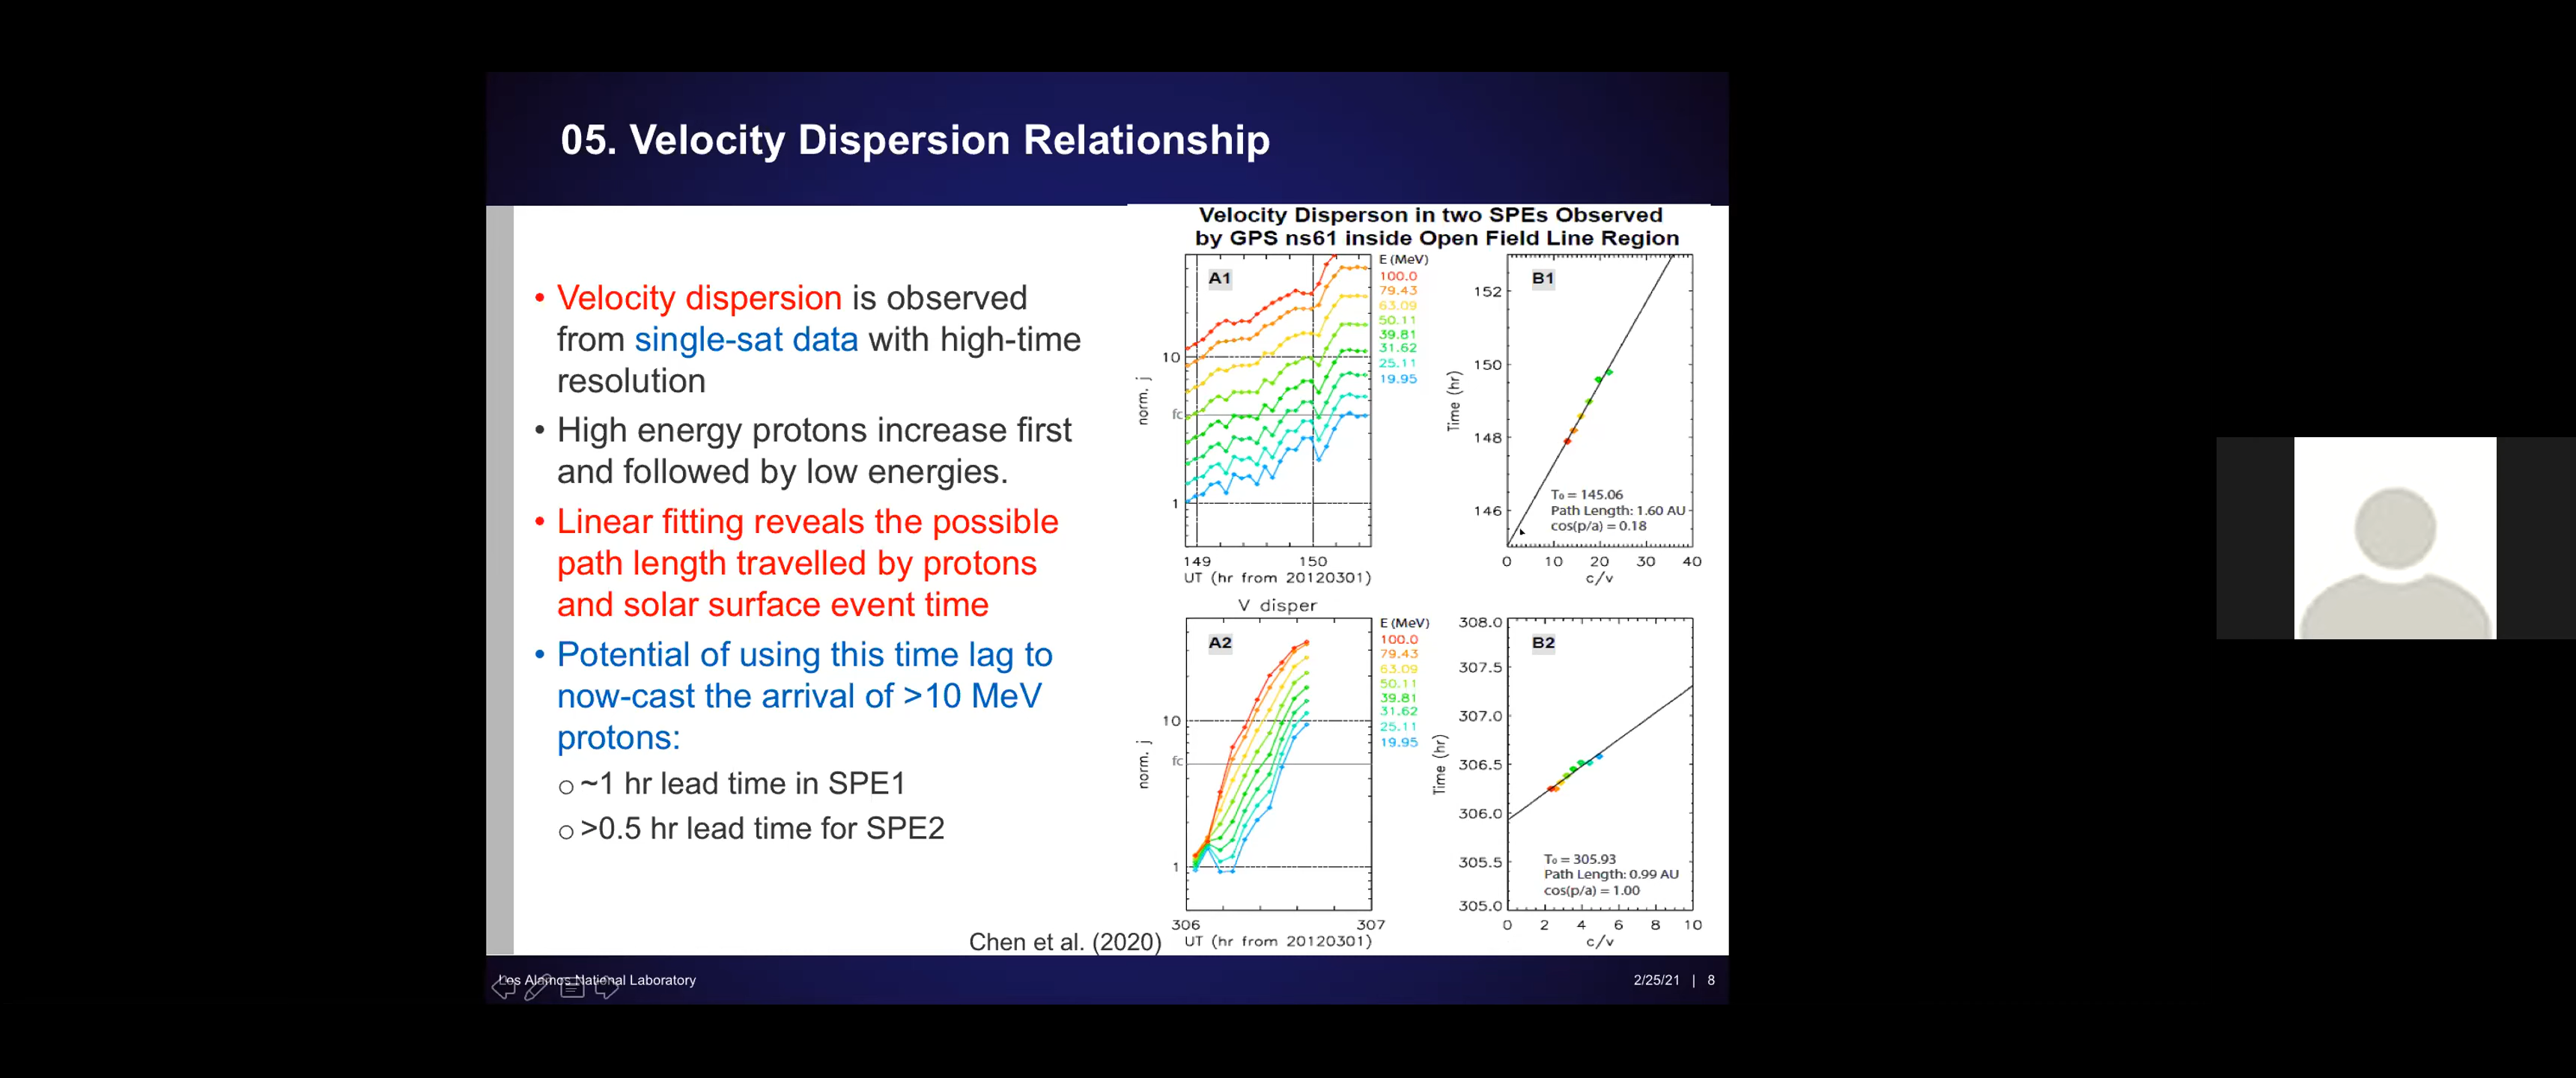 05. Velocity Dispersion Relationship
• Velocity dispersion is observed
from single-sat data with high-time
resolution
• High energy protons increase first
and followed by low energies.
• Linear fitting reveals the possible
path length travelled by protons
and solar surface event time
• Potential of using this time lag to
now-cast the arrival of >10 MeV
protons:
o ~1 hr lead time in SPE1
o >0.5 hr lead time for SPE2
Chen et al. (2020)
Velocity Disperson in two SPEs Observed
by GPS ns61 inside Open Field Line Region
A1
E (MeV)
100.0
79.43
63.09
50.11
39.81
31.62
25.11
19.95
10
fc
1
norm. j
149 150
UT (hr from 20120301)
B1
152
150
148
146
Time (hr)
T₀ = 145.06
Path Length: 1.60 AU
cos(p/a) = 0.18
0 10 20 30 40
c/v
V disper
A2
E (MeV)
100.0
79.43
63.09
50.11
39.81
31.62
25.11
19.95
10
fc
1
norm. j
306 307
UT (hr from 20120301)
B2
308.0
307.5
307.0
306.5
306.0
305.5
305.0
Time (hr)
T₀ = 305.93
Path Length: 0.99 AU
cos(p/a) = 1.00
0 2 4 6 8 10
c/v
Los Alamos National Laboratory
2/25/21 | 8